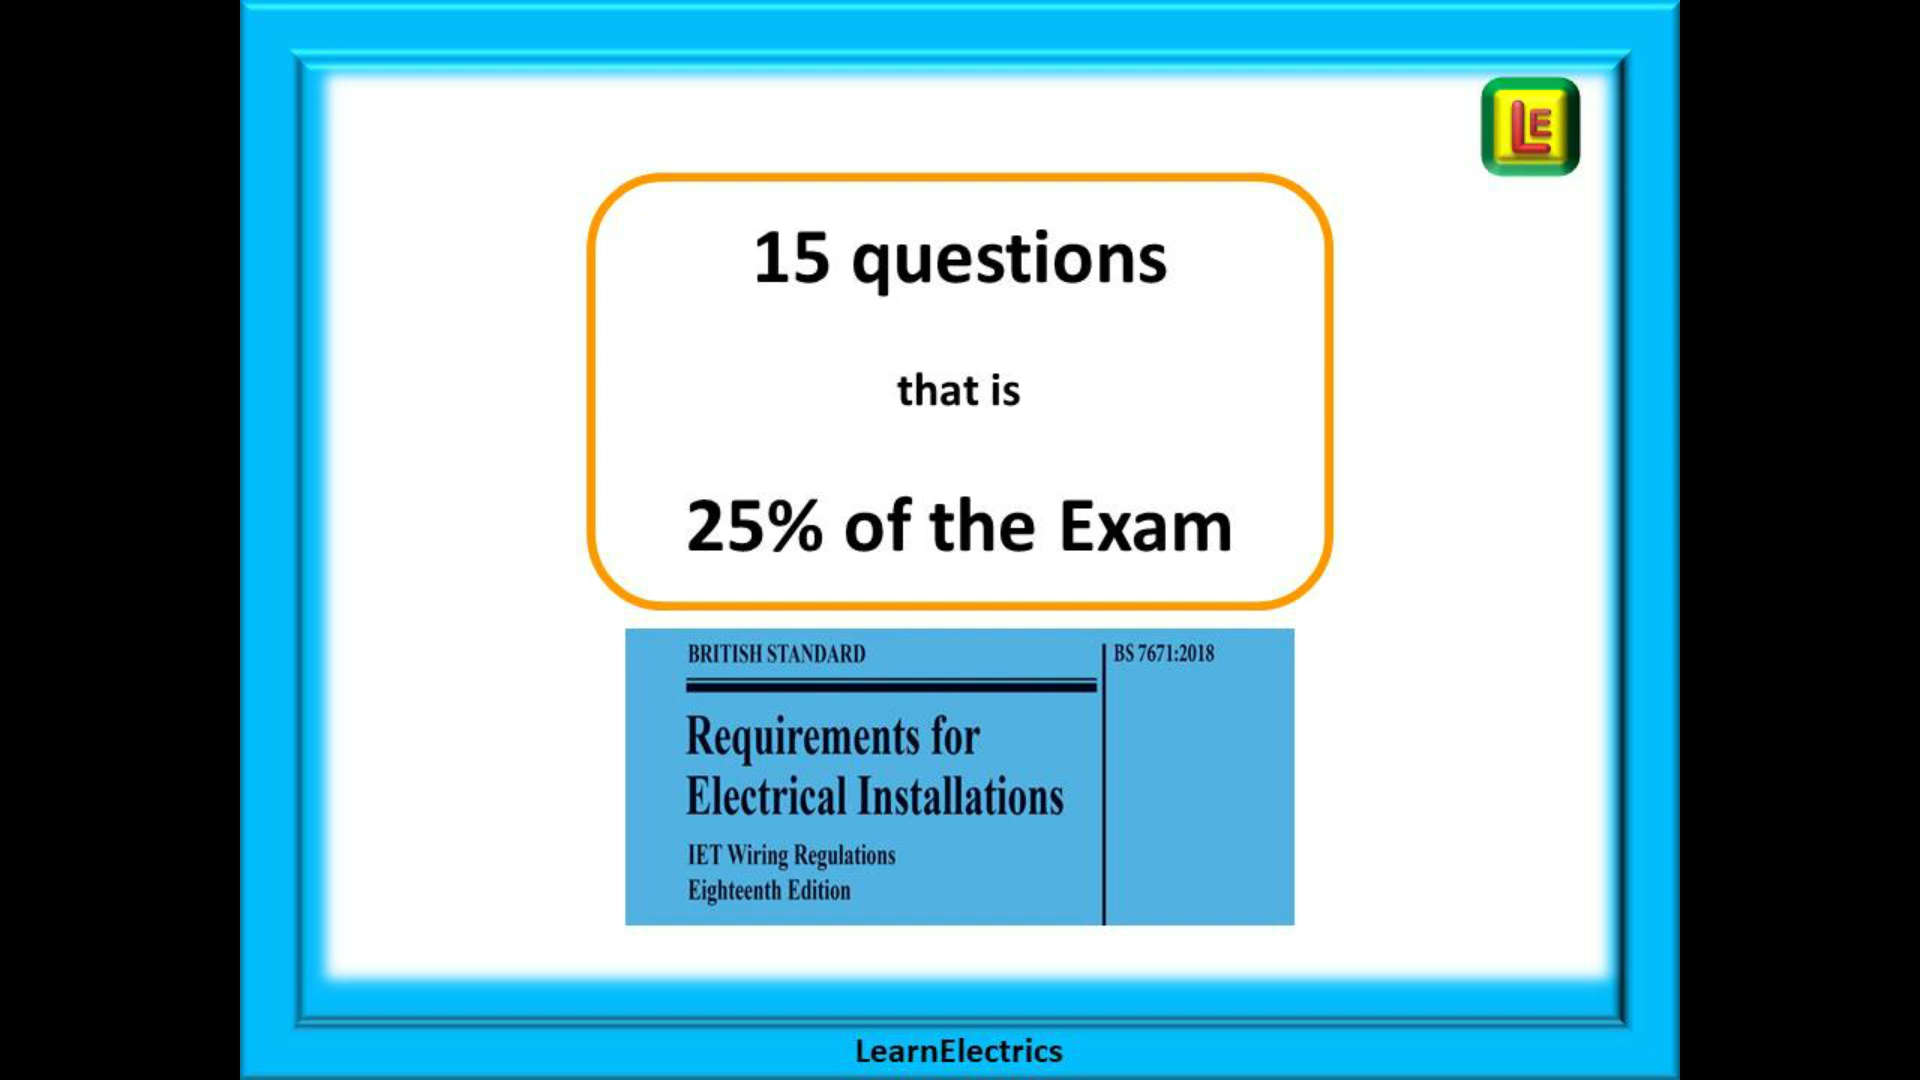 LE
15 questions
that is
25% of the Exam
BRITISH STANDARD
BS 7671:2018
Requirements for
Electrical Installations
IET Wiring Regulations
Eighteenth Edition
LearnElectrics